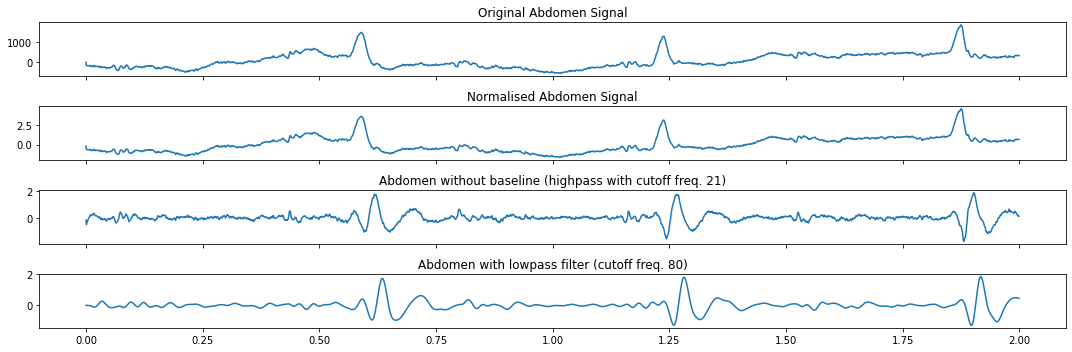 Original Abdomen Signal
1000
0
Normalised Abdomen Signal
2.5
0.0
Abdomen without baseline (highpass with cutoff freq. 21)
2
0
Abdomen with lowpass filter (cutoff freq. 80)
2
0
0.00 0.25 0.50 0.75 1.00 1.25 1.50 1.75 2.00